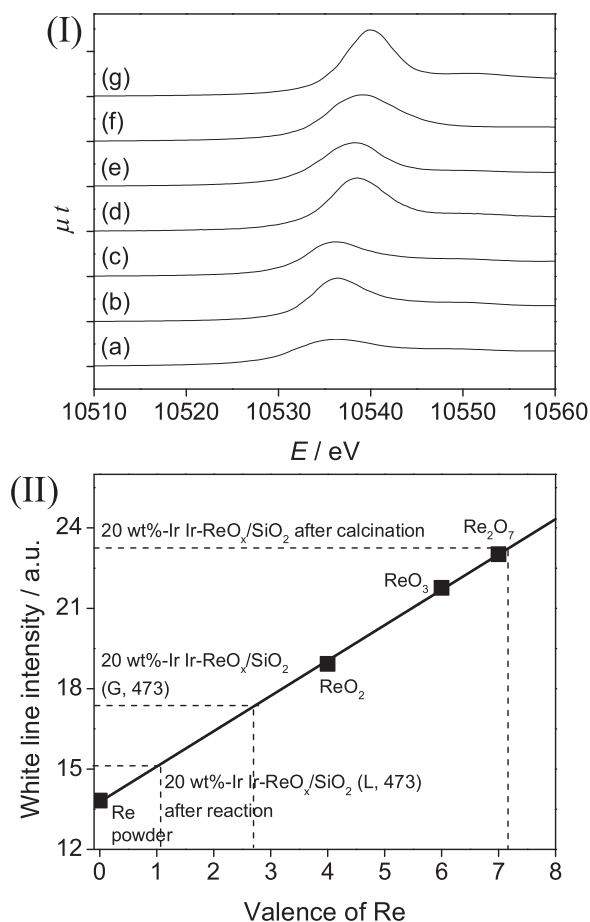 (I)
(g)
(f)
(e)
(d)
(c)
(b)
(a)
μ t
10510 10520 10530 10540 10550 10560
E / eV
(II)
24
21
18
15
12
White line intensity / a.u.
20 wt%-Ir Ir-ReOx/SiO2 after calcination
Re2O7
ReO3
20 wt%-Ir Ir-ReOx/SiO2
(G, 473)
ReO2
20 wt%-Ir Ir-ReOx/SiO2 (L, 473)
after reaction
Re
powder
0 1 2 3 4 5 6 7 8
Valence of Re